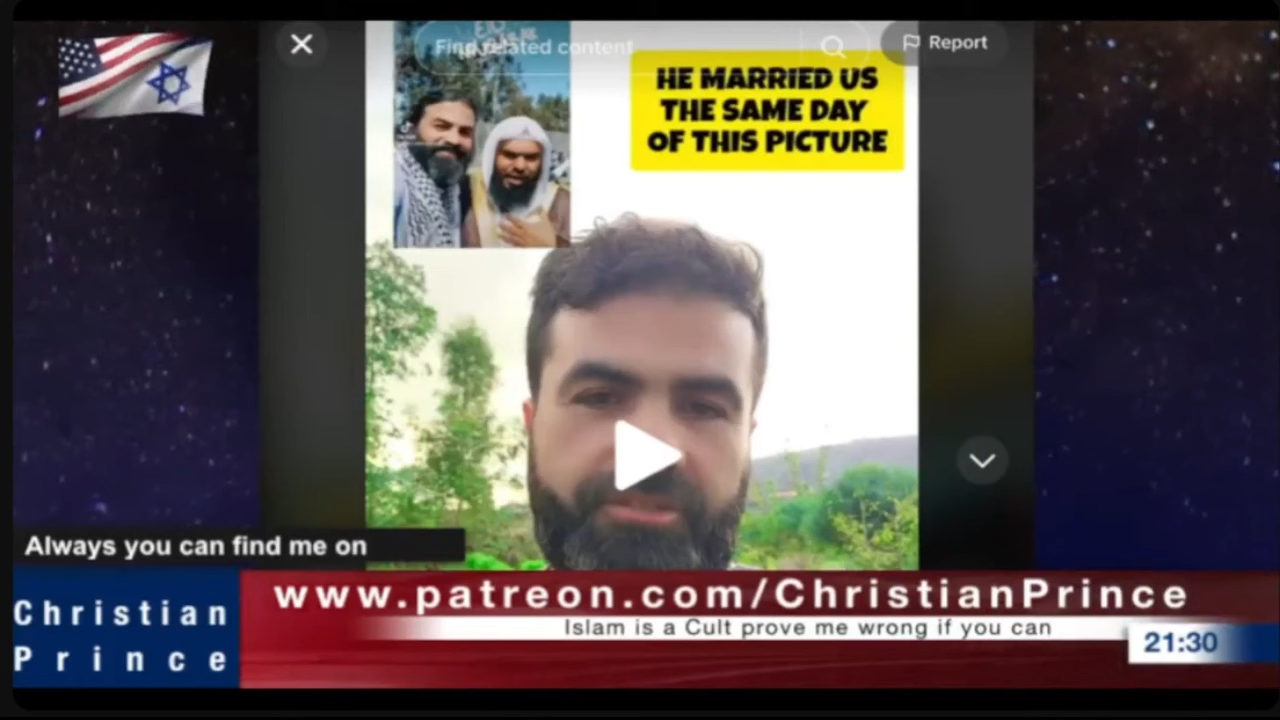 Find related content
Report
HE MARRIED US
THE SAME DAY
OF THIS PICTURE
Always you can find me on
Christian
Prince
www.patreon.com/ChristianPrince
Islam is a Cult prove me wrong if you can
21:30